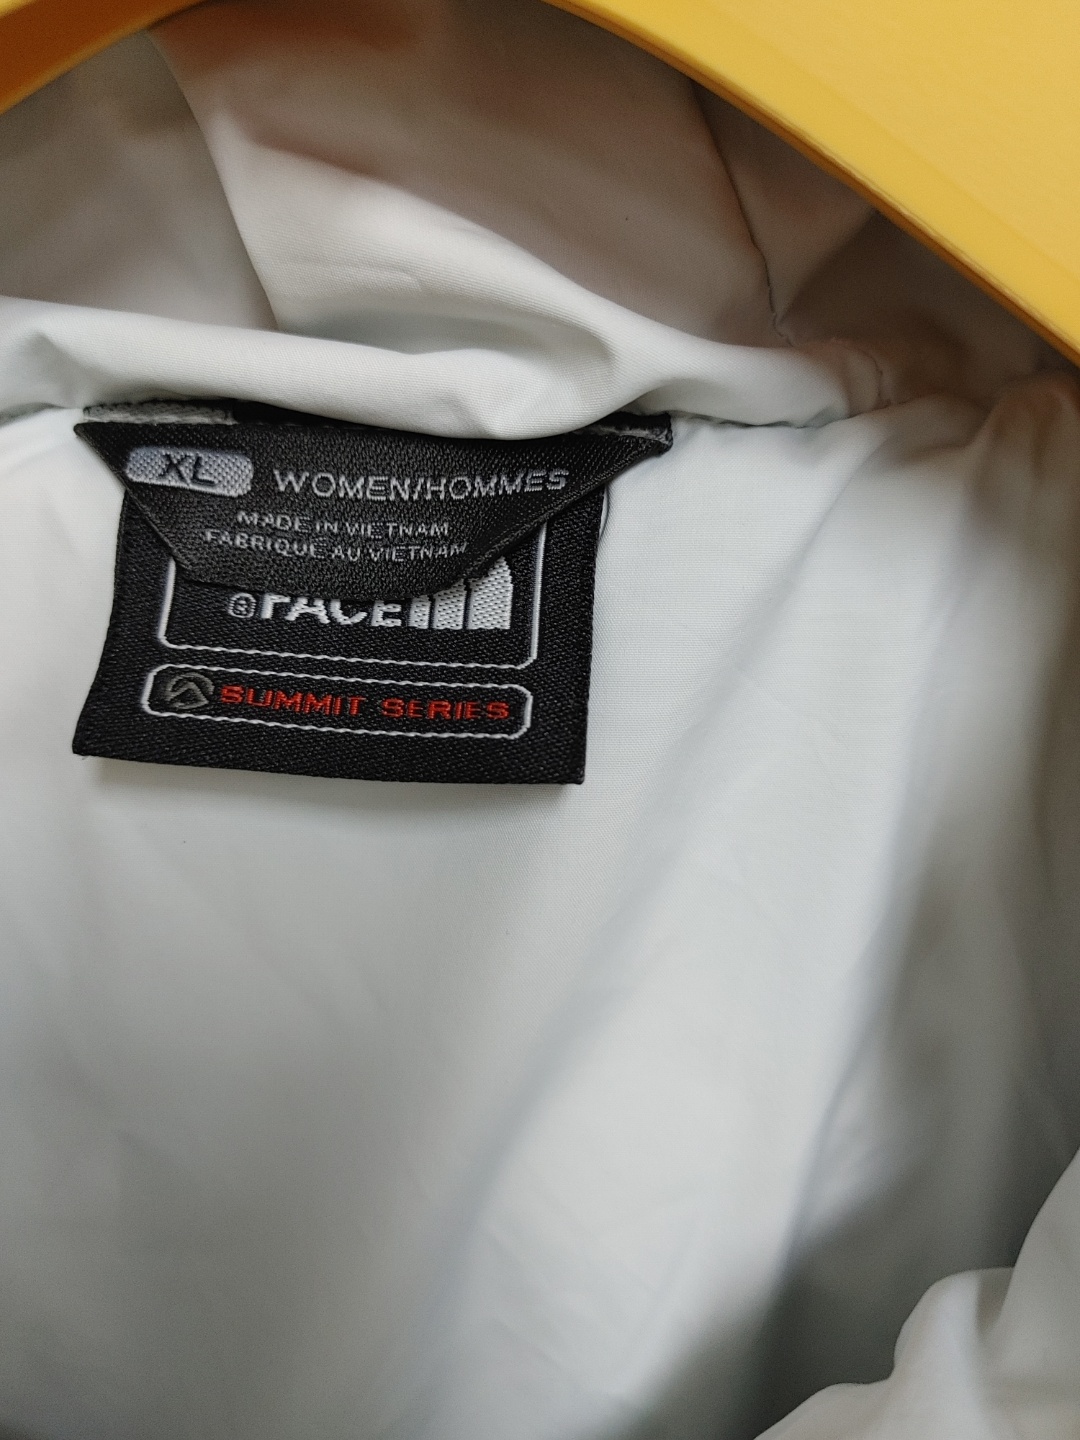 XL WOMEN/HOMMES
MADE IN VIETNAM
FABRIQUE AU VIETNAM
® FACE
SUMMIT SERIES